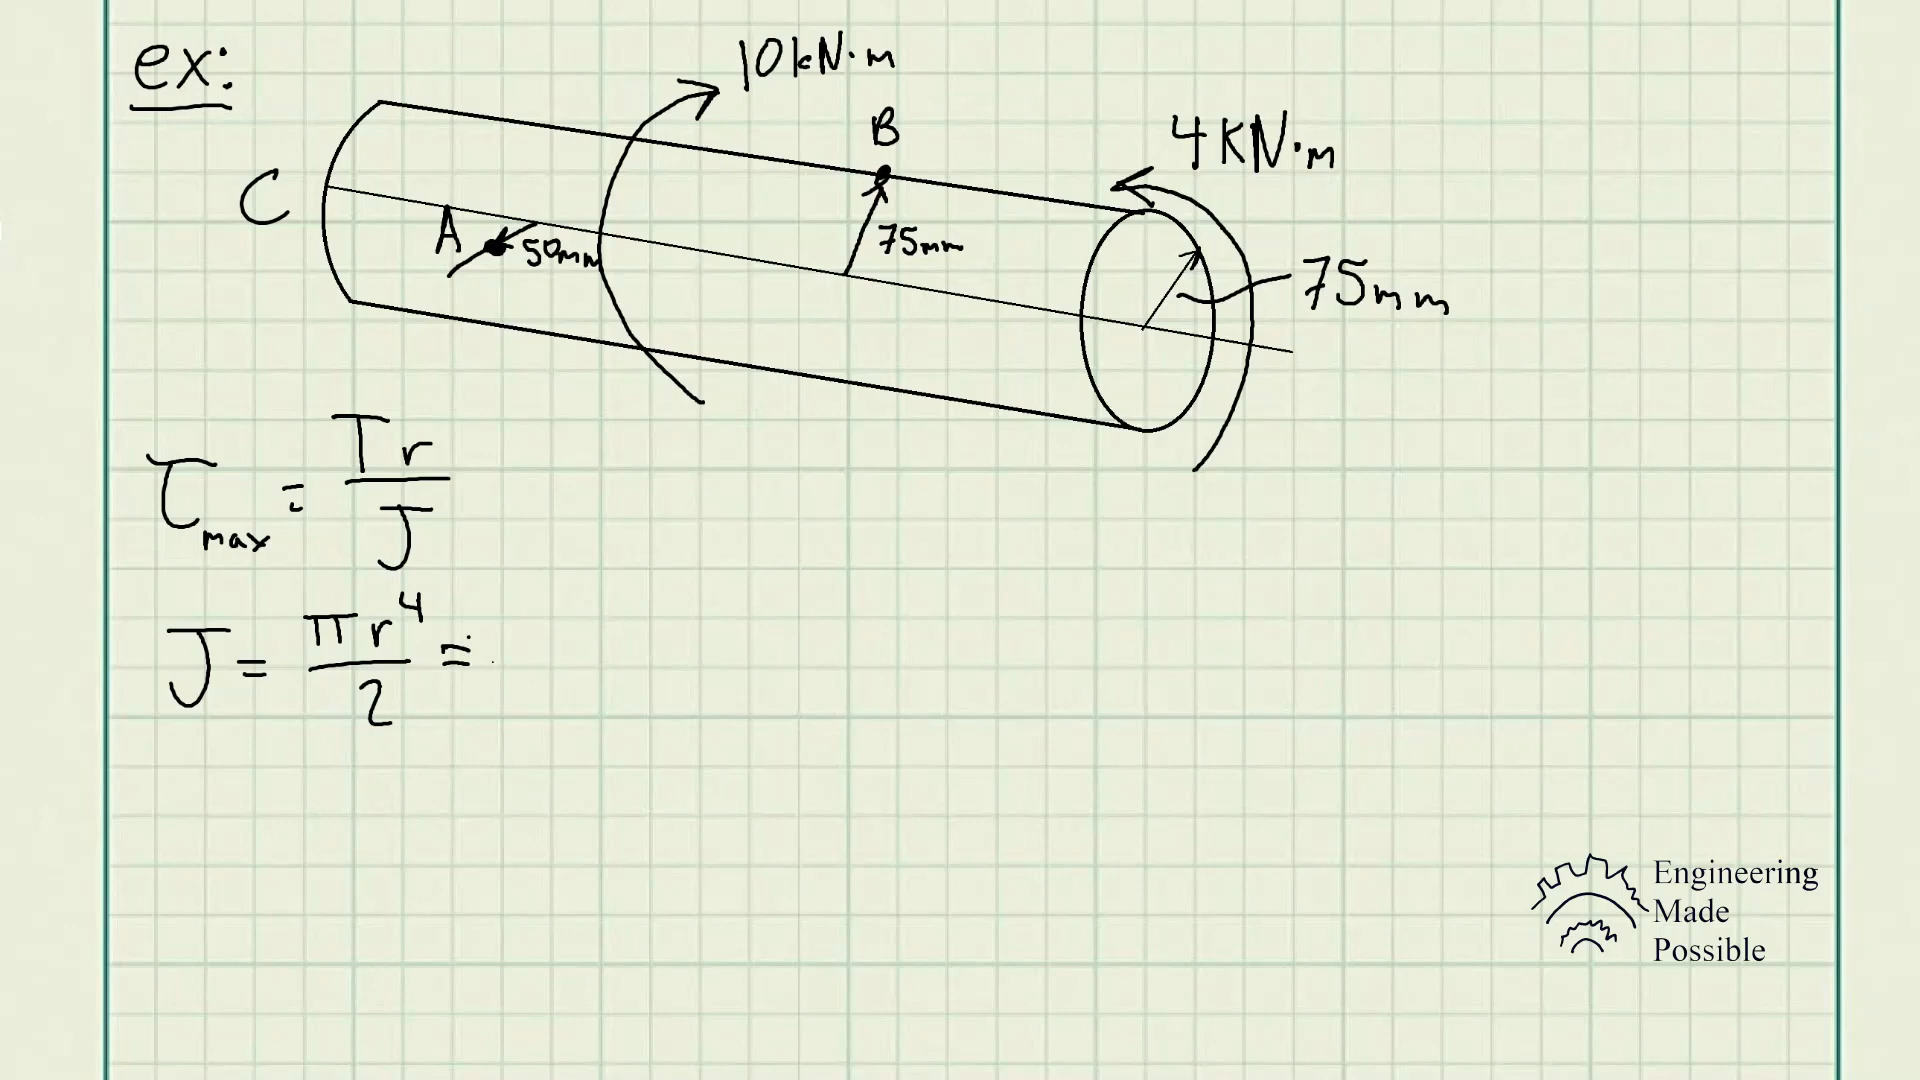 ex:
10kN·m
B
4KN·m
C
A
50mm
75mm
75mm
τmax = Tr/J
J = πr⁴/2 =
Engineering
Made
Possible